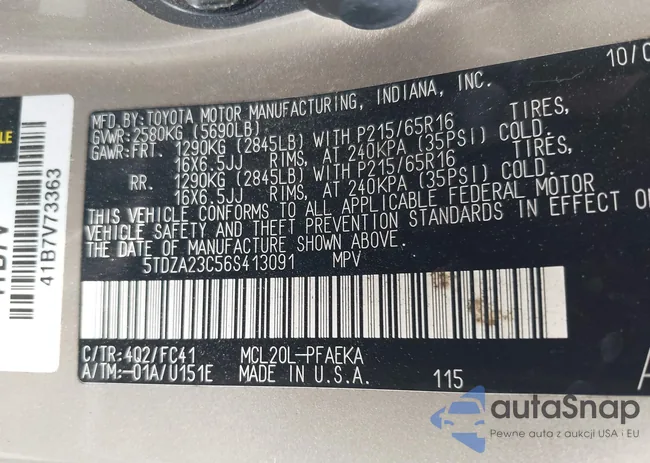 10/0
MFD. BY: TOYOTA MOTOR MANUFACTURING, INDIANA, INC.
GVWR: 2580KG (5690LB)
GAWR: FRT. 1290KG (2845LB) WITH P215/65R16 TIRES,
16X6.5JJ RIMS, AT 240KPA (35PSI) COLD.
RR. 1290KG (2845LB) WITH P215/65R16 TIRES,
16X6.5JJ RIMS, AT 240KPA (35PSI) COLD.
THIS VEHICLE CONFORMS TO ALL APPLICABLE FEDERAL MOTOR
VEHICLE SAFETY AND THEFT PREVENTION STANDARDS IN EFFECT ON
THE DATE OF MANUFACTURE SHOWN ABOVE.
5TDZA23C56S413091 MPV
C/TR: 4Q2/FC41 MCL20L-PFAEKA
A/TM: -01A/U151E MADE IN U.S.A. 115
41B7V73363
autaSnap
Pewne auta z aukcji USA i EU